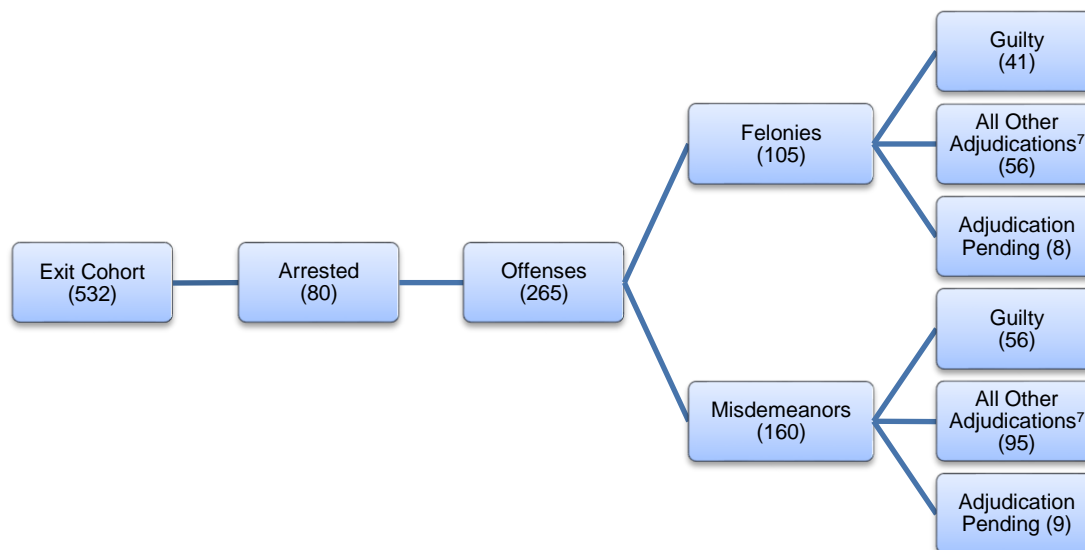 Exit Cohort
(532)
Arrested
(80)
Offenses
(265)
Felonies
(105)
Guilty
(41)
All Other
Adjudications⁷
(56)
Adjudication
Pending (8)
Misdemeanors
(160)
Guilty
(56)
All Other
Adjudications⁷
(95)
Adjudication
Pending (9)